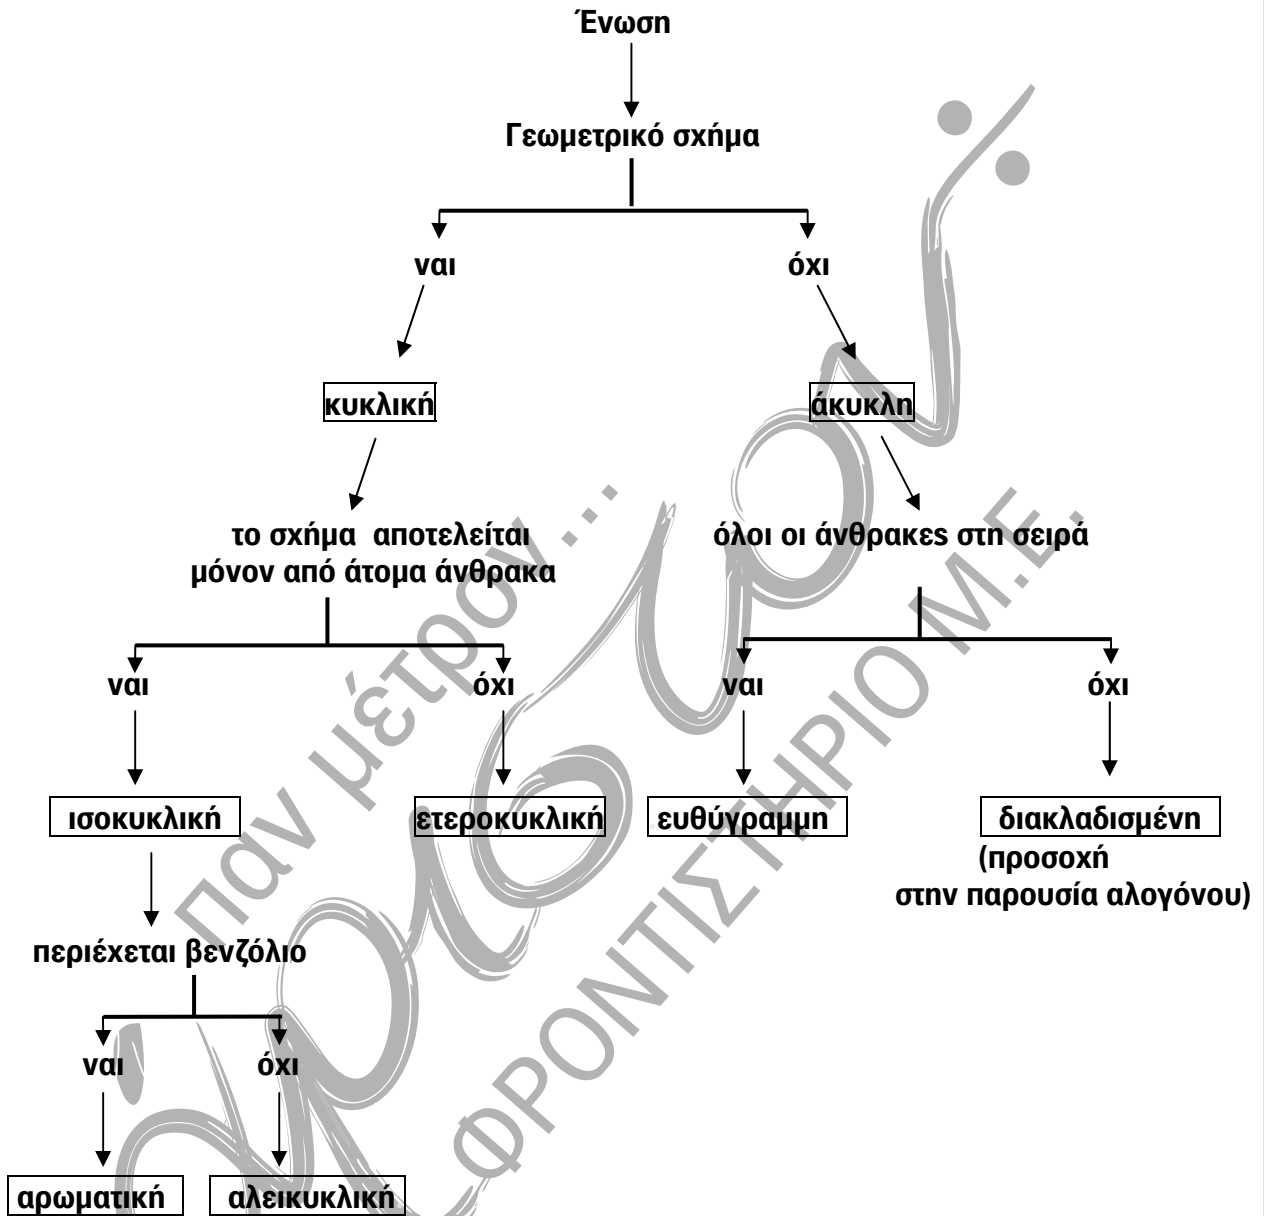 Ένωση
Γεωμετρικό σχήμα
ναι
όχι
κυκλική
άκυκλη
το σχήμα αποτελείται
μόνον από άτομα άνθρακα
όλοι οι άνθρακες στη σειρά
ναι
όχι
ναι
όχι
ισοκυκλική
ετεροκυκλική
ευθύγραμμη
διακλαδισμένη
(προσοχή
στην παρουσία αλογόνου)
περιέχεται βενζόλιο
ναι
όχι
αρωματική
αλεικυκλική
παν μέτρον...
ΦΡΟΝΤΙΣΤΗΡΙΟ Μ.Ε.